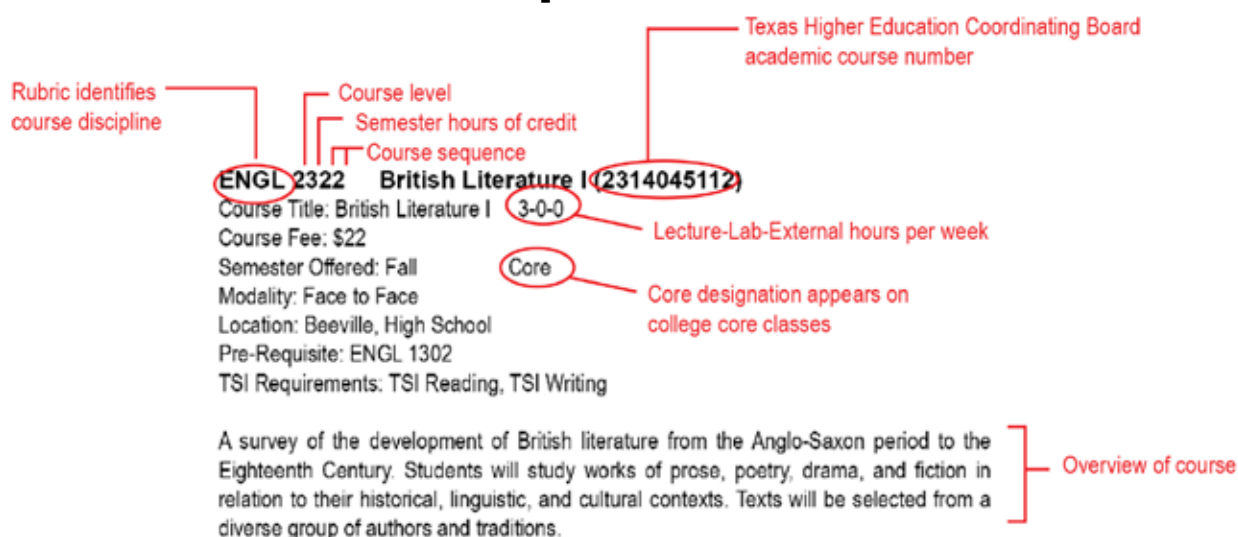 Texas Higher Education Coordinating Board
academic course number
Rubric identifies
course discipline
Course level
Semester hours of credit
Course sequence
ENGL 2322 British Literature I (2314045112)
Course Title: British Literature I 3-0-0
Lecture-Lab-External hours per week
Course Fee: $22
Semester Offered: Fall Core
Modality: Face to Face
Core designation appears on
college core classes
Location: Beeville, High School
Pre-Requisite: ENGL 1302
TSI Requirements: TSI Reading, TSI Writing
A survey of the development of British literature from the Anglo-Saxon period to the
Eighteenth Century. Students will study works of prose, poetry, drama, and fiction in
relation to their historical, linguistic, and cultural contexts. Texts will be selected from a
diverse group of authors and traditions.
Overview of course